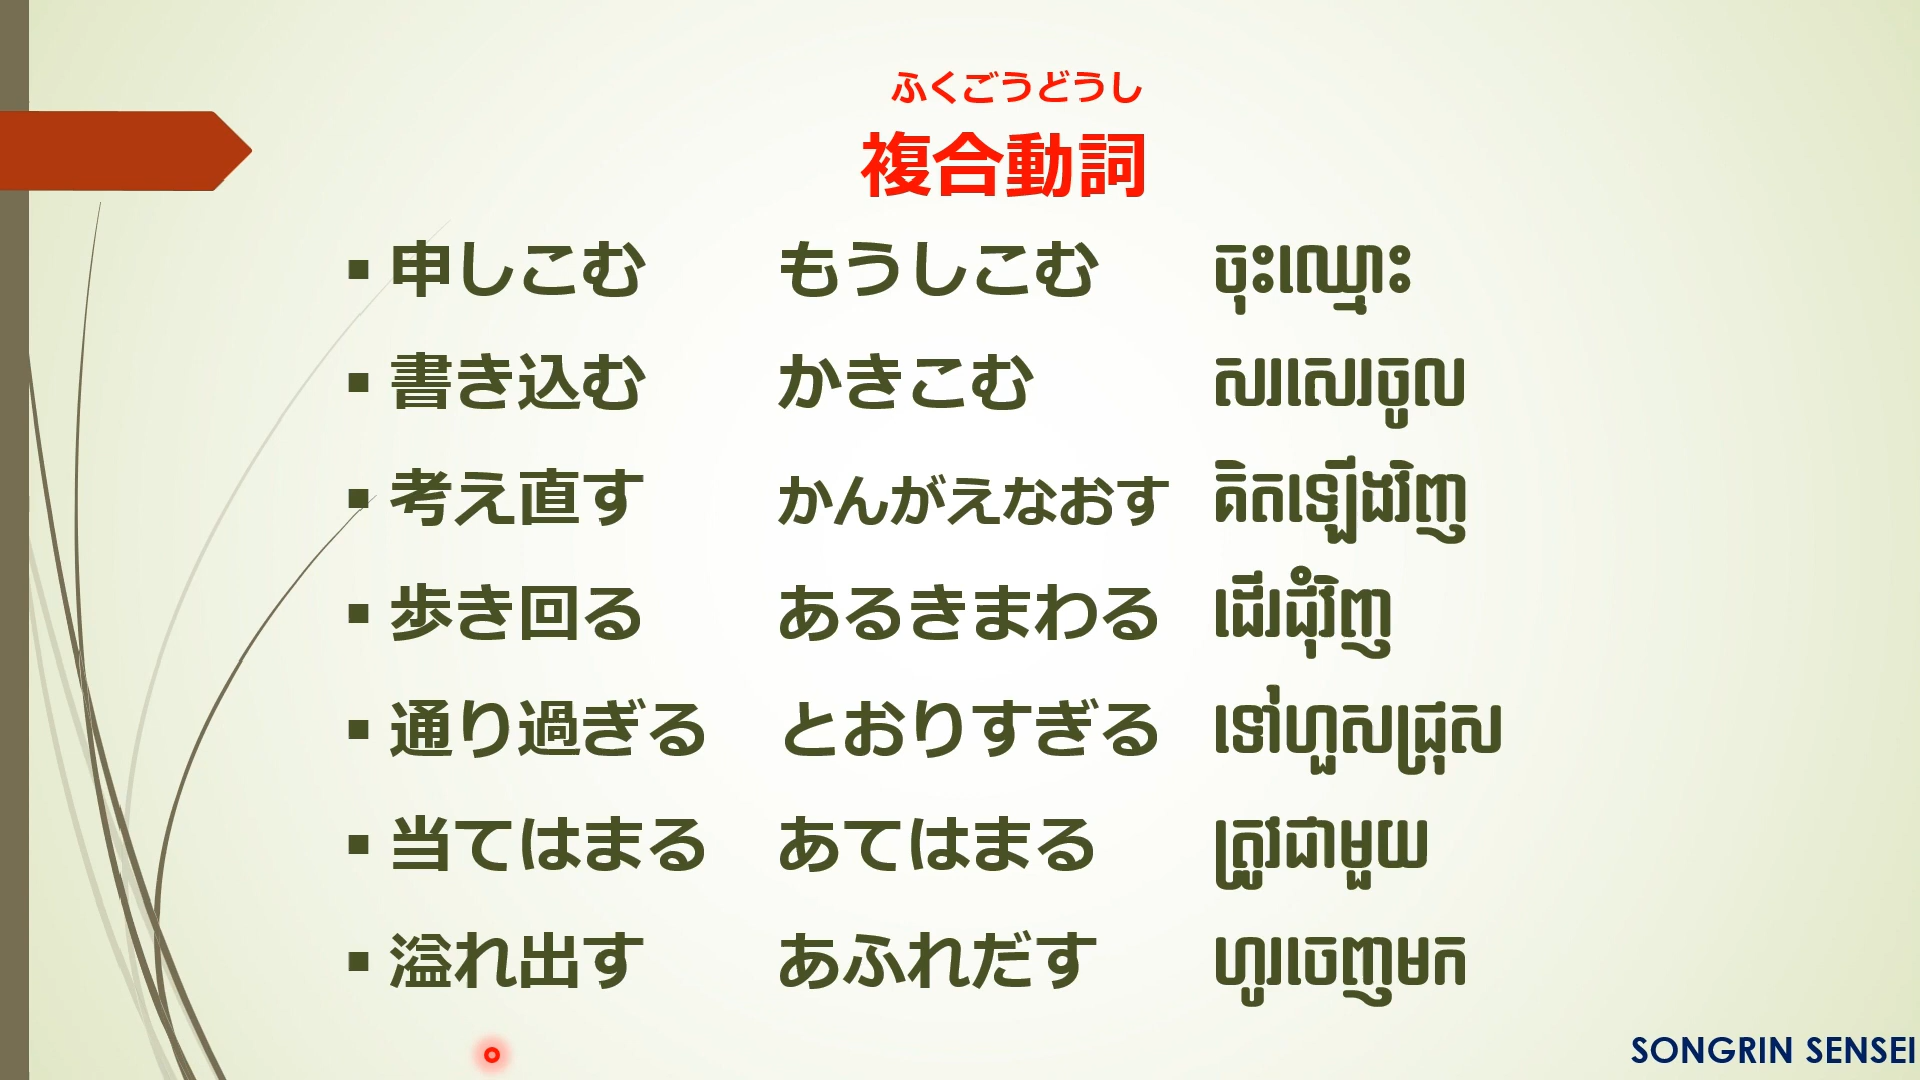 ふくごうどうし
複合動詞
▪ 申しこむ もうしこむ ចុះឈ្មោះ
▪ 書き込む かきこむ សរសេរចូល
▪ 考え直す かんがえなおす គិតឡើងវិញ
▪ 歩き回る あるきまわる ដើរជុំវិញ
▪ 通り過ぎる とおりすぎる ទៅហួសជ្រុស
▪ 当てはまる あてはまる ត្រូវជាមួយ
▪ 溢れ出す あふれだす ហូរចេញមក
SONGRIN SENSEI